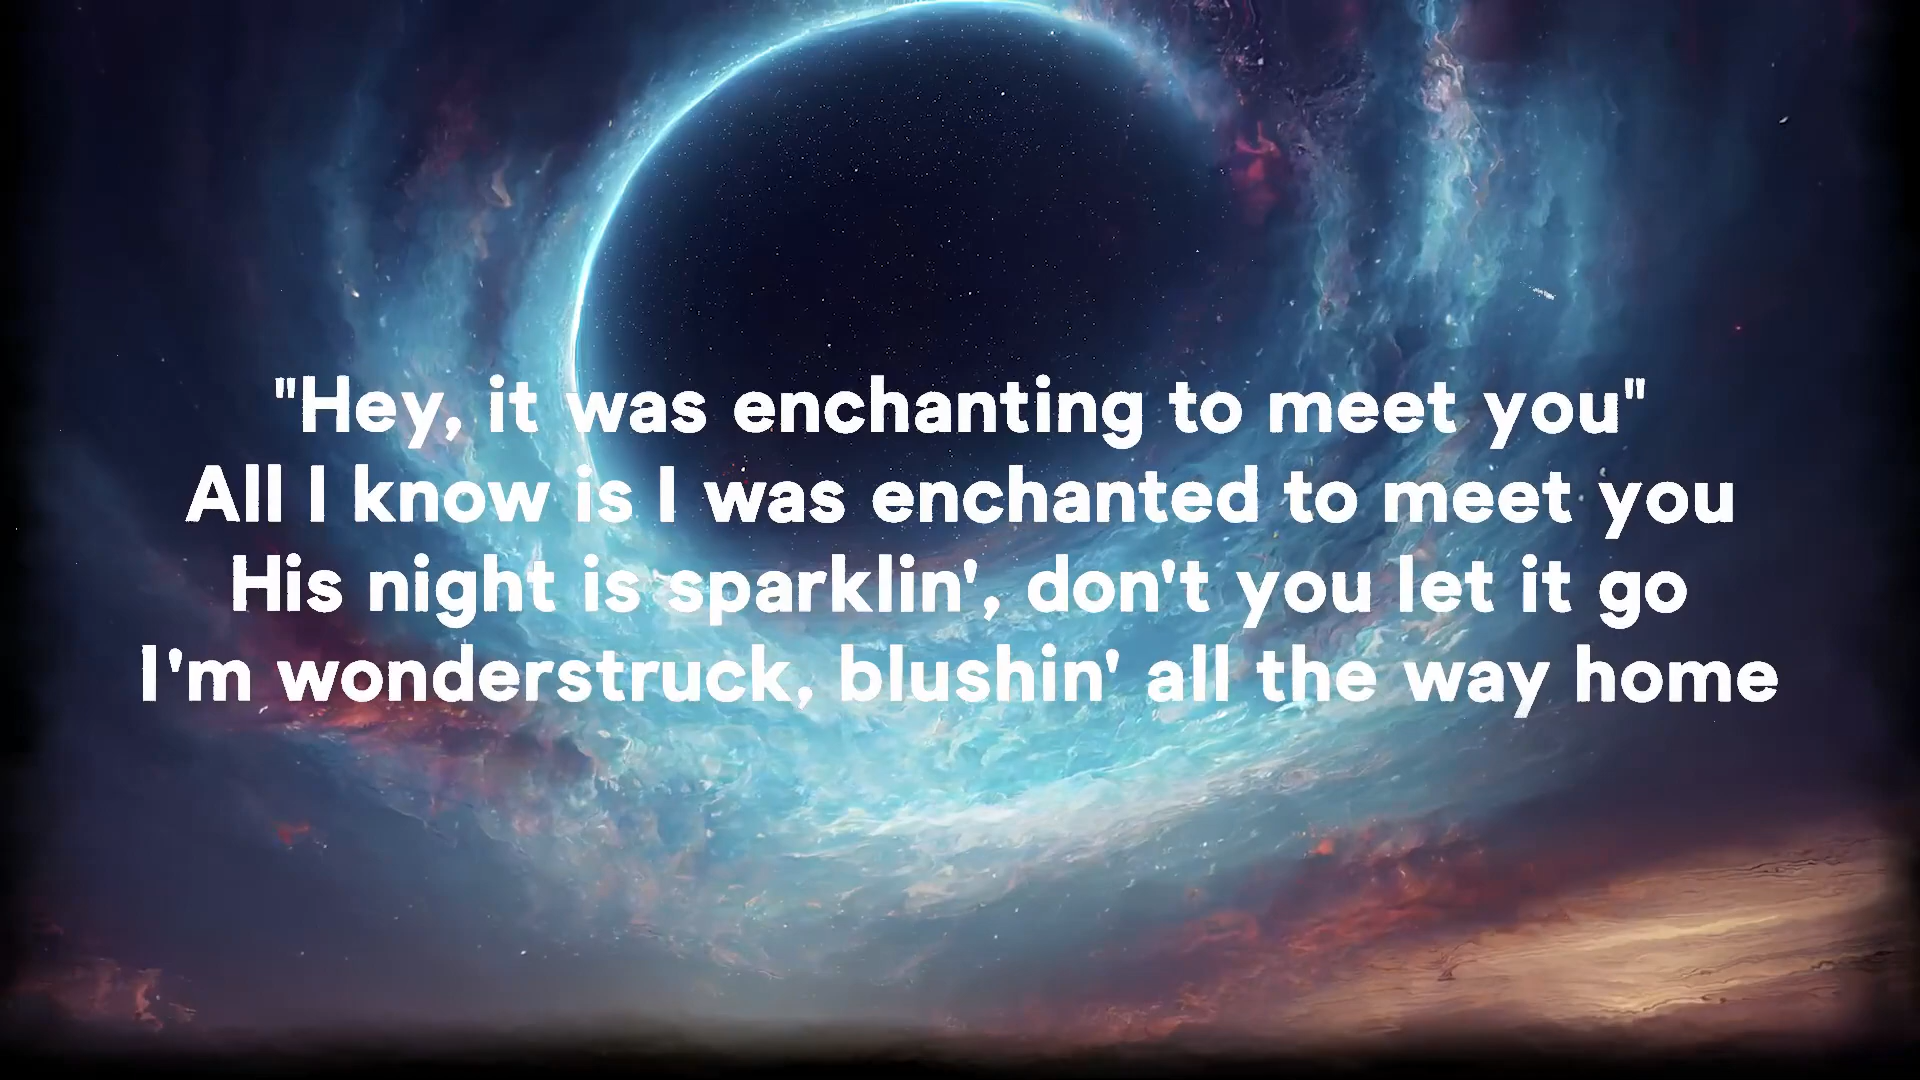 "Hey, it was enchanting to meet you"
All I know is I was enchanted to meet you
His night is sparklin', don't you let it go
I'm wonderstruck, blushin' all the way home